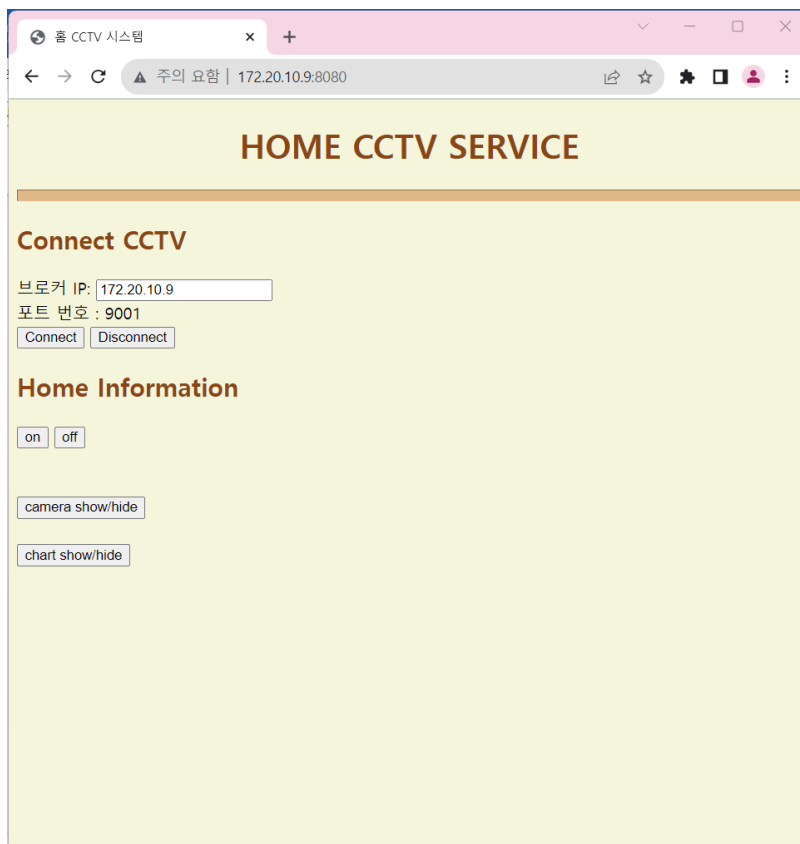 홈 CCTV 시스템
주의 요함 172.20.10.9:8080
HOME CCTV SERVICE
Connect CCTV
브로커 IP: 172.20.10.9
포트 번호 : 9001
Connect Disconnect
Home Information
on off
camera show/hide
chart show/hide